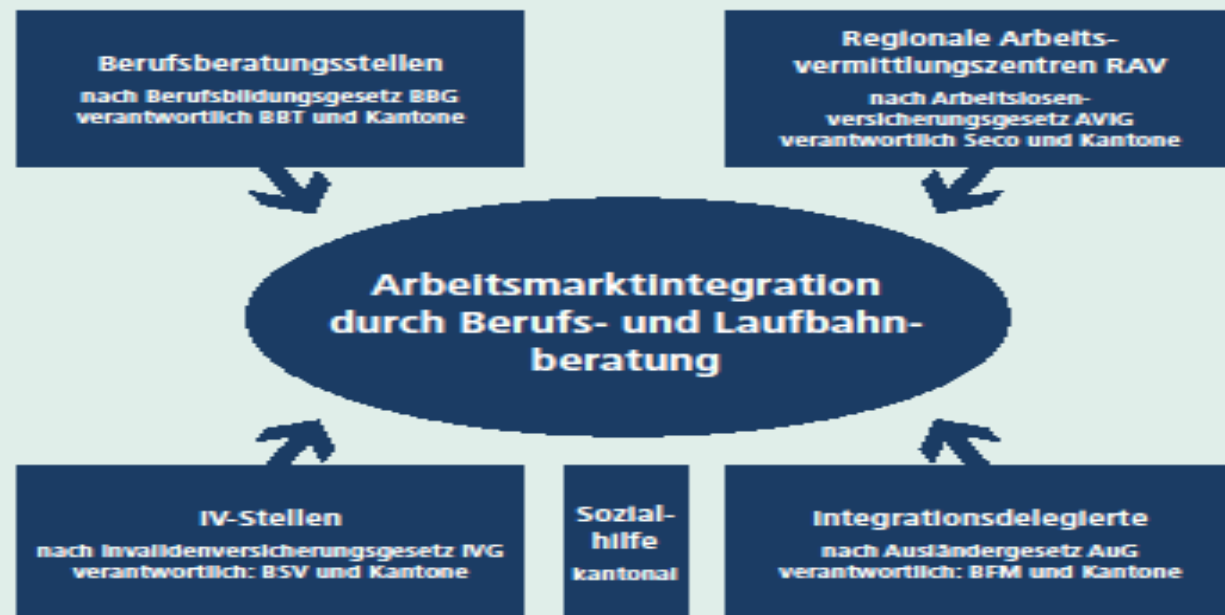 Berufsberatungsstellen
nach Berufsbildungsgesetz BBG
verantwortlich BBT und Kantone
Regionale Arbeits-
vermittlungszentren RAV
nach Arbeitslosen-
versicherungsgesetz AVIG
verantwortlich Seco und Kantone
Arbeitsmarktintegration
durch Berufs- und Laufbahn-
beratung
IV-Stellen
nach Invalidenversicherungsgesetz IVG
verantwortlich: BSV und Kantone
Sozial-
hilfe
kantonal
Integrationsdelegierte
nach Ausländergesetz AuG
verantwortlich: BFM und Kantone